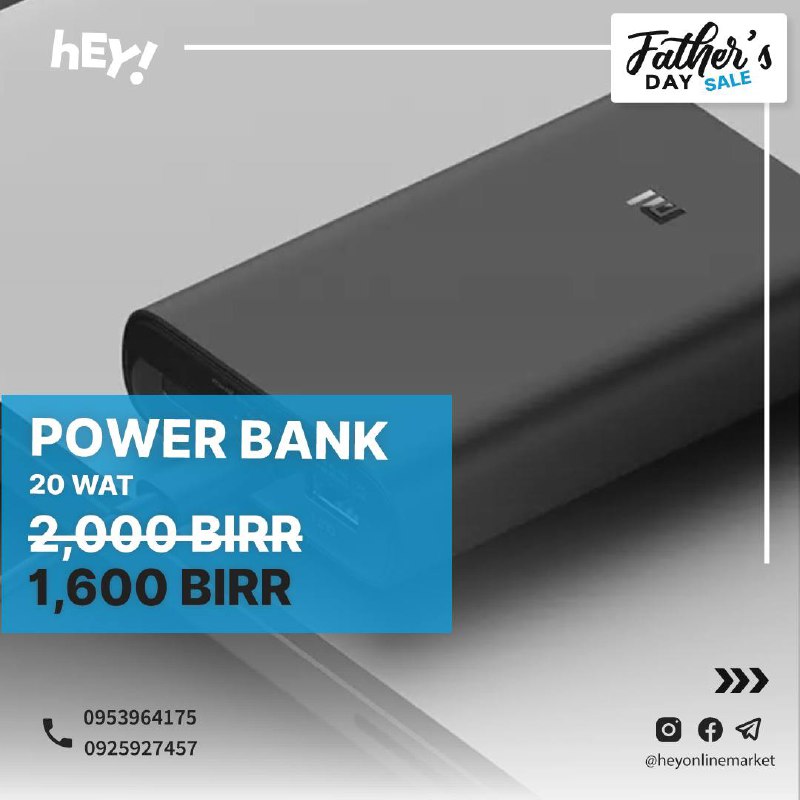 hEY!
Father's
DAY SALE
POWER BANK
20 WAT
2,000 BIRR
1,600 BIRR
0953964175
0925927457
@heyonlinemarket